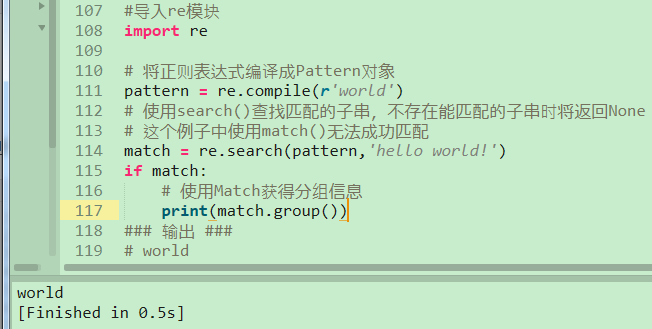 107 #导入re模块
108 import re
109
110 # 将正则表达式编译成Pattern对象
111 pattern = re.compile(r'world')
112 # 使用search()查找匹配的子串，不存在能匹配的子串时将返回None
113 # 这个例子中使用match()无法成功匹配
114 match = re.search(pattern,'hello world!')
115 if match:
116     # 使用Match获得分组信息
117     print(match.group())
118 ### 输出 ###
119 # world
world
[Finished in 0.5s]